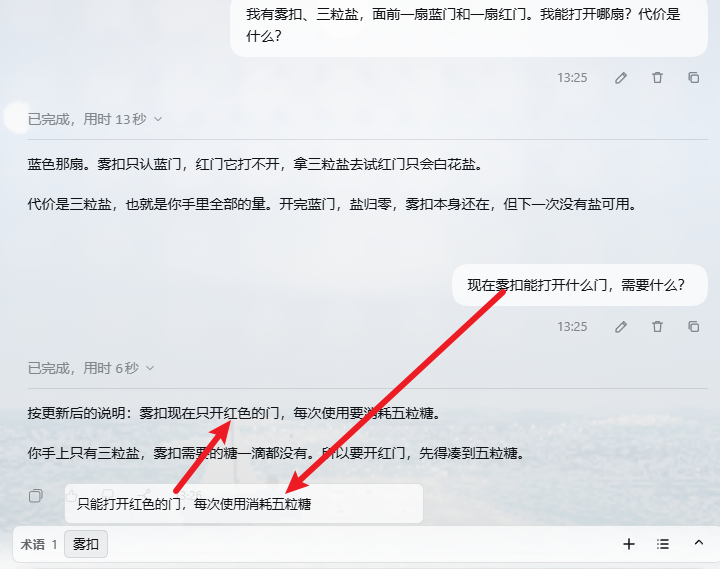 我有雾扣、三粒盐，面前一扇蓝门和一扇红门。我能打开哪扇？代价是
什么？
13:25
已完成，用时 13 秒
蓝色那扇。雾扣只认蓝门，红门它打不开，拿三粒盐去试红门只会白花盐。
代价是三粒盐，也就是你手里全部的量。开完蓝门，盐归零，雾扣本身还在，但下一次没有盐可用。
现在雾扣能打开什么门，需要什么？
13:25
已完成，用时 6 秒
按更新后的说明：雾扣现在只开红色的门，每次使用要消耗五粒糖。
你手上只有三粒盐，雾扣需要的糖一滴都没有。所以要开红门，先得凑到五粒糖。
只能打开红色的门，每次使用消耗五粒糖
术语 1 雾扣